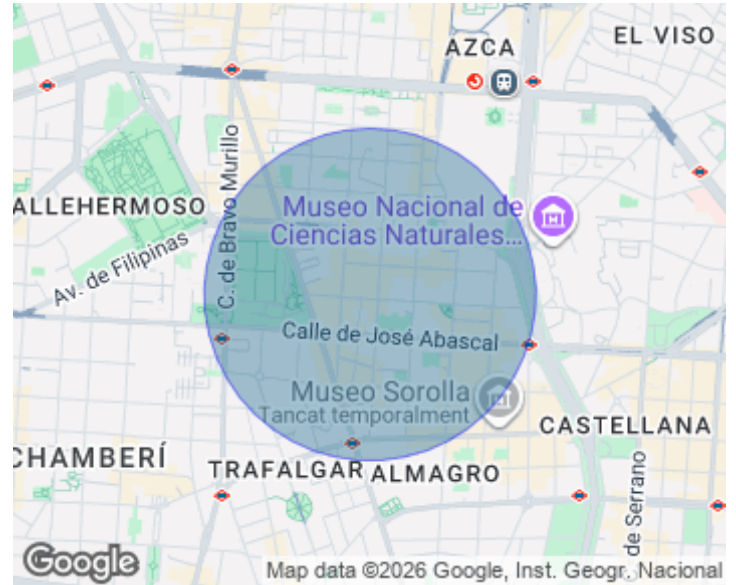 AZCA
EL VISO
C. de Bravo Murillo
ALLEHERMOSO
Museo Nacional de
Ciencias Naturales...
Av. de Filipinas
Calle de José Abascal
Museo Sorolla
Tancat temporalment
CASTELLANA
CHAMBERÍ
TRAFALGAR
ALMAGRO
de Serrano
Google
Map data ©2026 Google, Inst. Geogr. Nacional